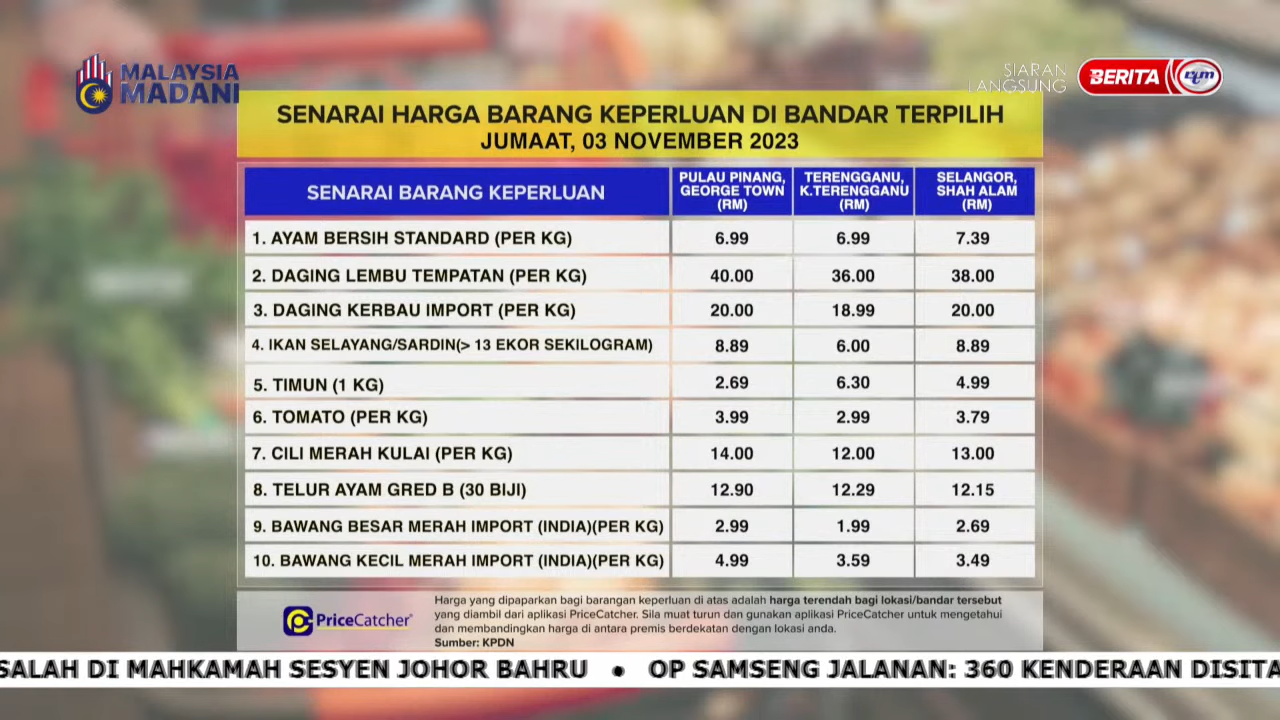 MALAYSIA
MADANI
SIARAN
LANGSUNG
BERITA rtm
SENARAI HARGA BARANG KEPERLUAN DI BANDAR TERPILIH
JUMAAT, 03 NOVEMBER 2023
SENARAI BARANG KEPERLUAN
PULAU PINANG,
GEORGE TOWN
(RM)
TERENGGANU,
K.TERENGGANU
(RM)
SELANGOR,
SHAH ALAM
(RM)
1. AYAM BERSIH STANDARD (PER KG) 6.99 6.99 7.39
2. DAGING LEMBU TEMPATAN (PER KG) 40.00 36.00 38.00
3. DAGING KERBAU IMPORT (PER KG) 20.00 18.99 20.00
4. IKAN SELAYANG/SARDIN(> 13 EKOR SEKILOGRAM) 8.89 6.00 8.89
5. TIMUN (1 KG) 2.69 6.30 4.99
6. TOMATO (PER KG) 3.99 2.99 3.79
7. CILI MERAH KULAI (PER KG) 14.00 12.00 13.00
8. TELUR AYAM GRED B (30 BIJI) 12.90 12.29 12.15
9. BAWANG BESAR MERAH IMPORT (INDIA)(PER KG) 2.99 1.99 2.69
10. BAWANG KECIL MERAH IMPORT (INDIA)(PER KG) 4.99 3.59 3.49
PriceCatcher
Harga yang dipaparkan bagi barangan keperluan di atas adalah harga terendah bagi lokasi/bandar tersebut
yang diambil dari aplikasi PriceCatcher. Sila muat turun dan gunakan aplikasi PriceCatcher untuk mengetahui
dan membandingkan harga di antara premis berdekatan dengan lokasi anda.
Sumber: KPDN
SALAH DI MAHKAMAH SESYEN JOHOR BAHRU • OP SAMSENG JALANAN: 360 KENDERAAN DISITA